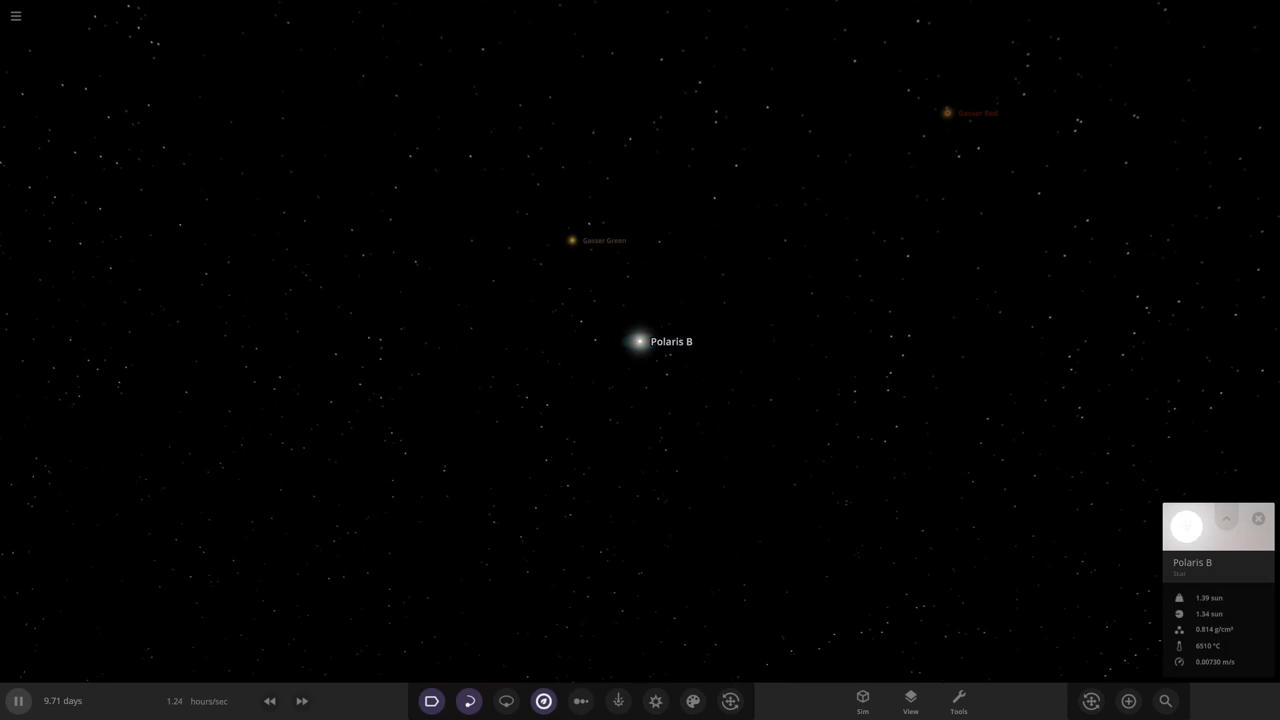 Gasser Red
Gasser Green
Polaris B
Polaris B
Star
1.39 sun
1.34 sun
0.814 g/cm³
6510 °C
0.00730 m/s
9.71 days
1.24 hours/sec
Sim
View
Tools